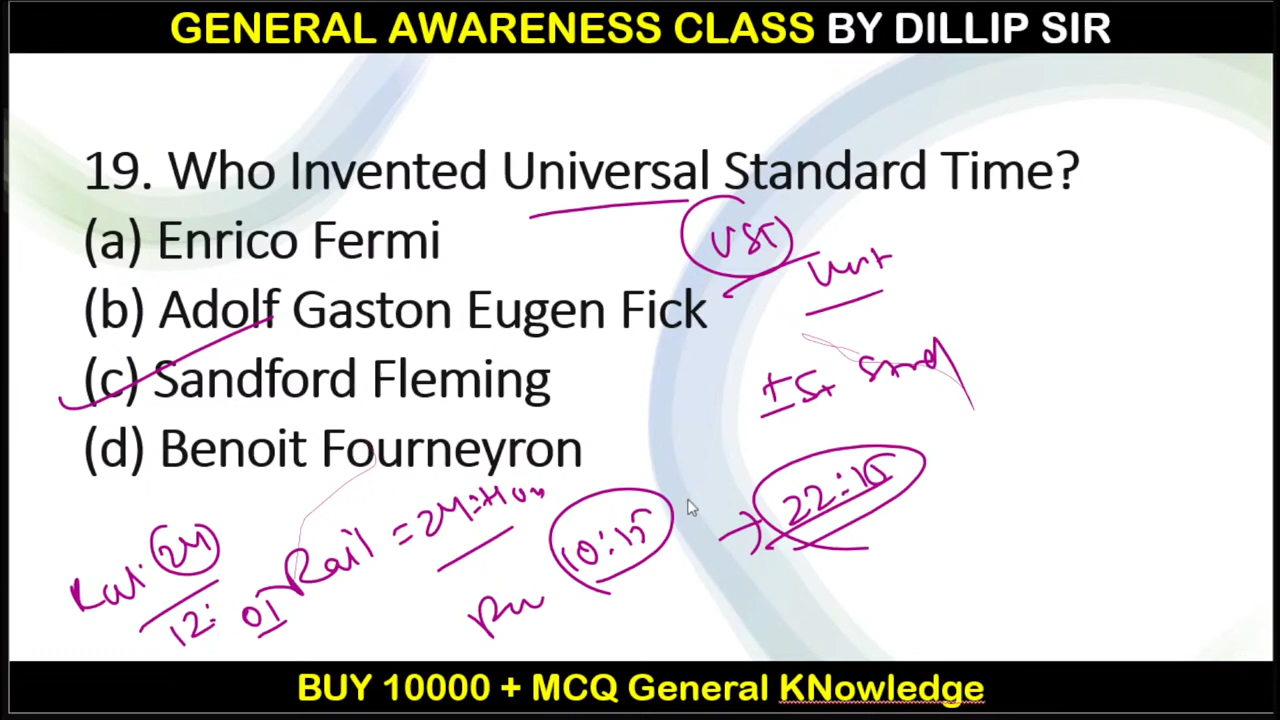 GENERAL AWARENESS CLASS BY DILLIP SIR
19. Who Invented Universal Standard Time?
(a) Enrico Fermi
UST
(b) Adolf Gaston Eugen Fick
(c) Sandford Fleming
(d) Benoit Fourneyron
22:15
Rail = 24
10:15
24
12: 01
BUY 10000 + MCQ General KNowledge